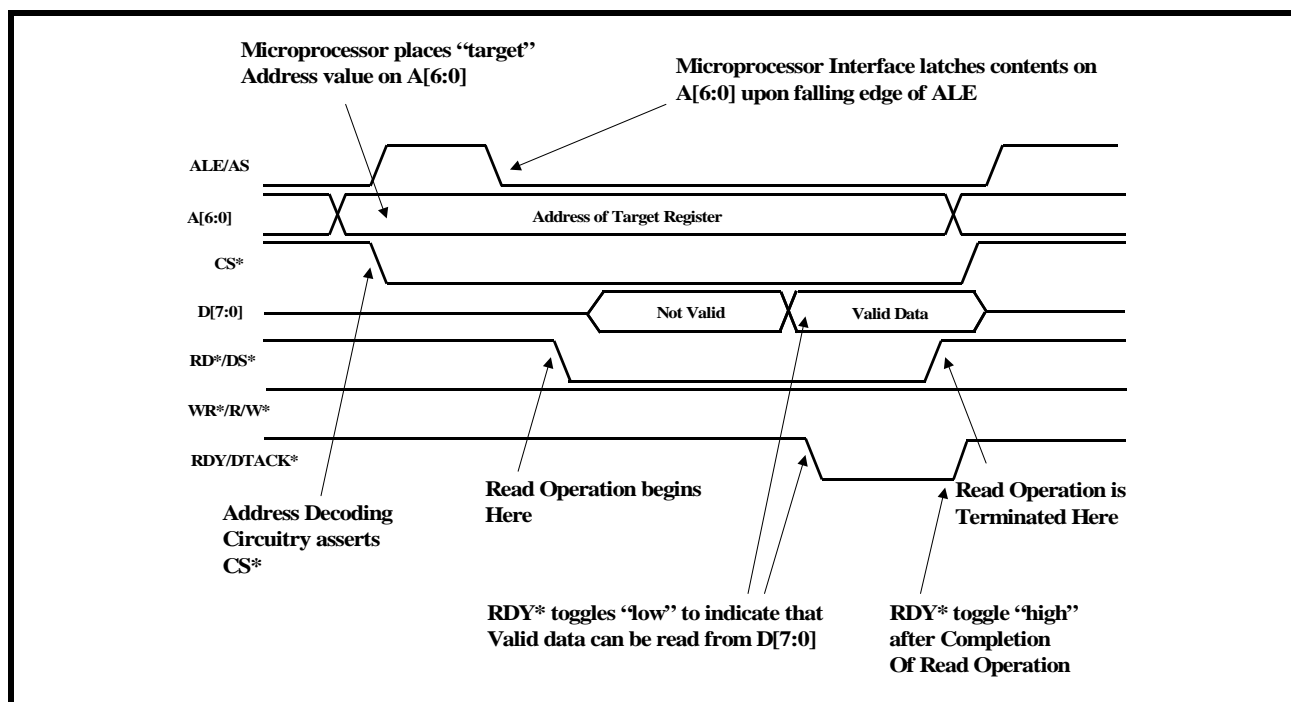 Microprocessor places “target”
Address value on A[6:0]
Microprocessor Interface latches contents on
A[6:0] upon falling edge of ALE
ALE/AS
A[6:0]
Address of Target Register
CS*
D[7:0]
Not Valid
Valid Data
RD*/DS*
WR*/R/W*
RDY/DTACK*
Address Decoding
Circuitry asserts
CS*
Read Operation begins
Here
Read Operation is
Terminated Here
RDY* toggles “low” to indicate that
Valid data can be read from D[7:0]
RDY* toggle “high”
after Completion
Of Read Operation